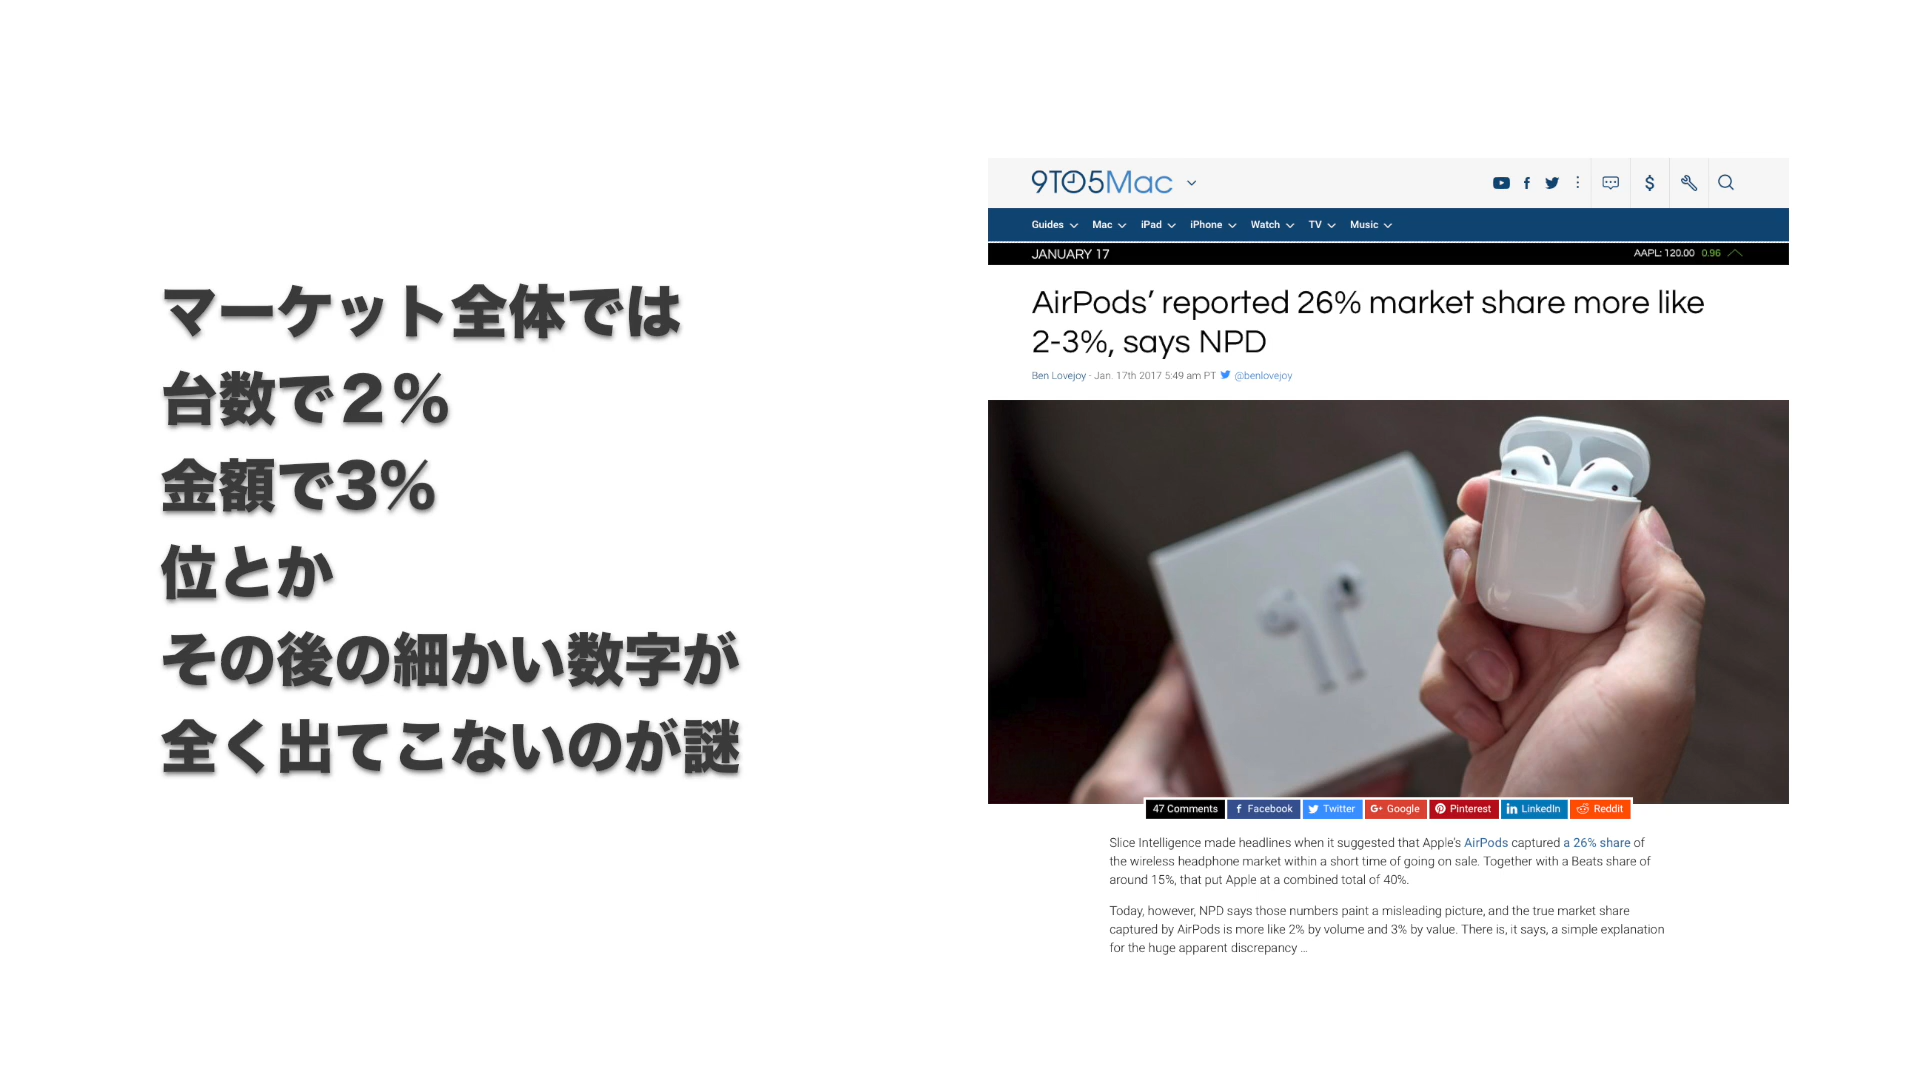 マーケット全体では
台数で２％
金額で3％
位とか
その後の細かい数字が
全く出てこないのが謎
9TO5Mac
Guides Mac iPad iPhone Watch TV Music
JANUARY 17
AAPL: 120.00 0.96
AirPods’ reported 26% market share more like
2-3%, says NPD
Ben Lovejoy - Jan. 17th 2017 5:49 am PT @benlovejoy
47 Comments Facebook Twitter Google Pinterest LinkedIn Reddit
Slice Intelligence made headlines when it suggested that Apple's AirPods captured a 26% share of
the wireless headphone market within a short time of going on sale. Together with a Beats share of
around 15%, that put Apple at a combined total of 40%.
Today, however, NPD says those numbers paint a misleading picture, and the true market share
captured by AirPods is more like 2% by volume and 3% by value. There is, it says, a simple explanation
for the huge apparent discrepancy ...